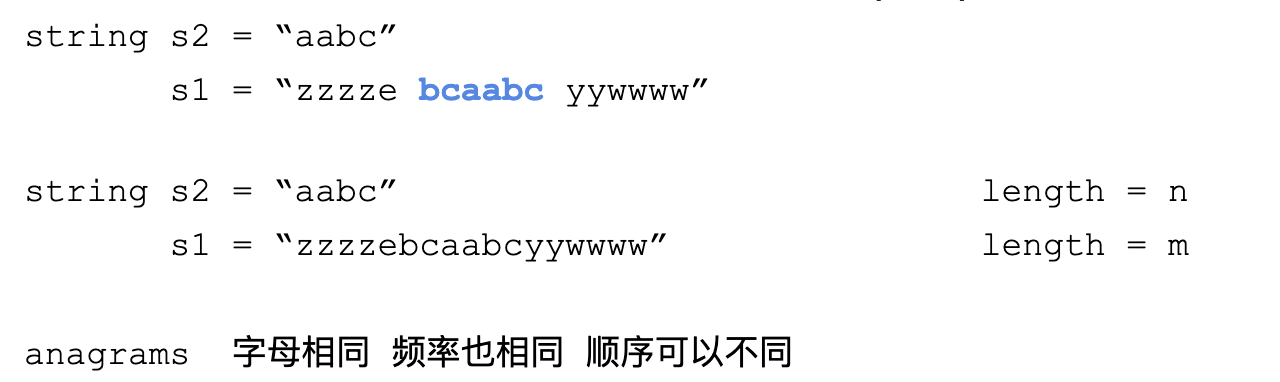 string s2 = “aabc”
s1 = “zzzze bcaabc yywwww”
string s2 = “aabc” length = n
s1 = “zzzzebcaabcyywwww” length = m
anagrams 字母相同 频率也相同 顺序可以不同